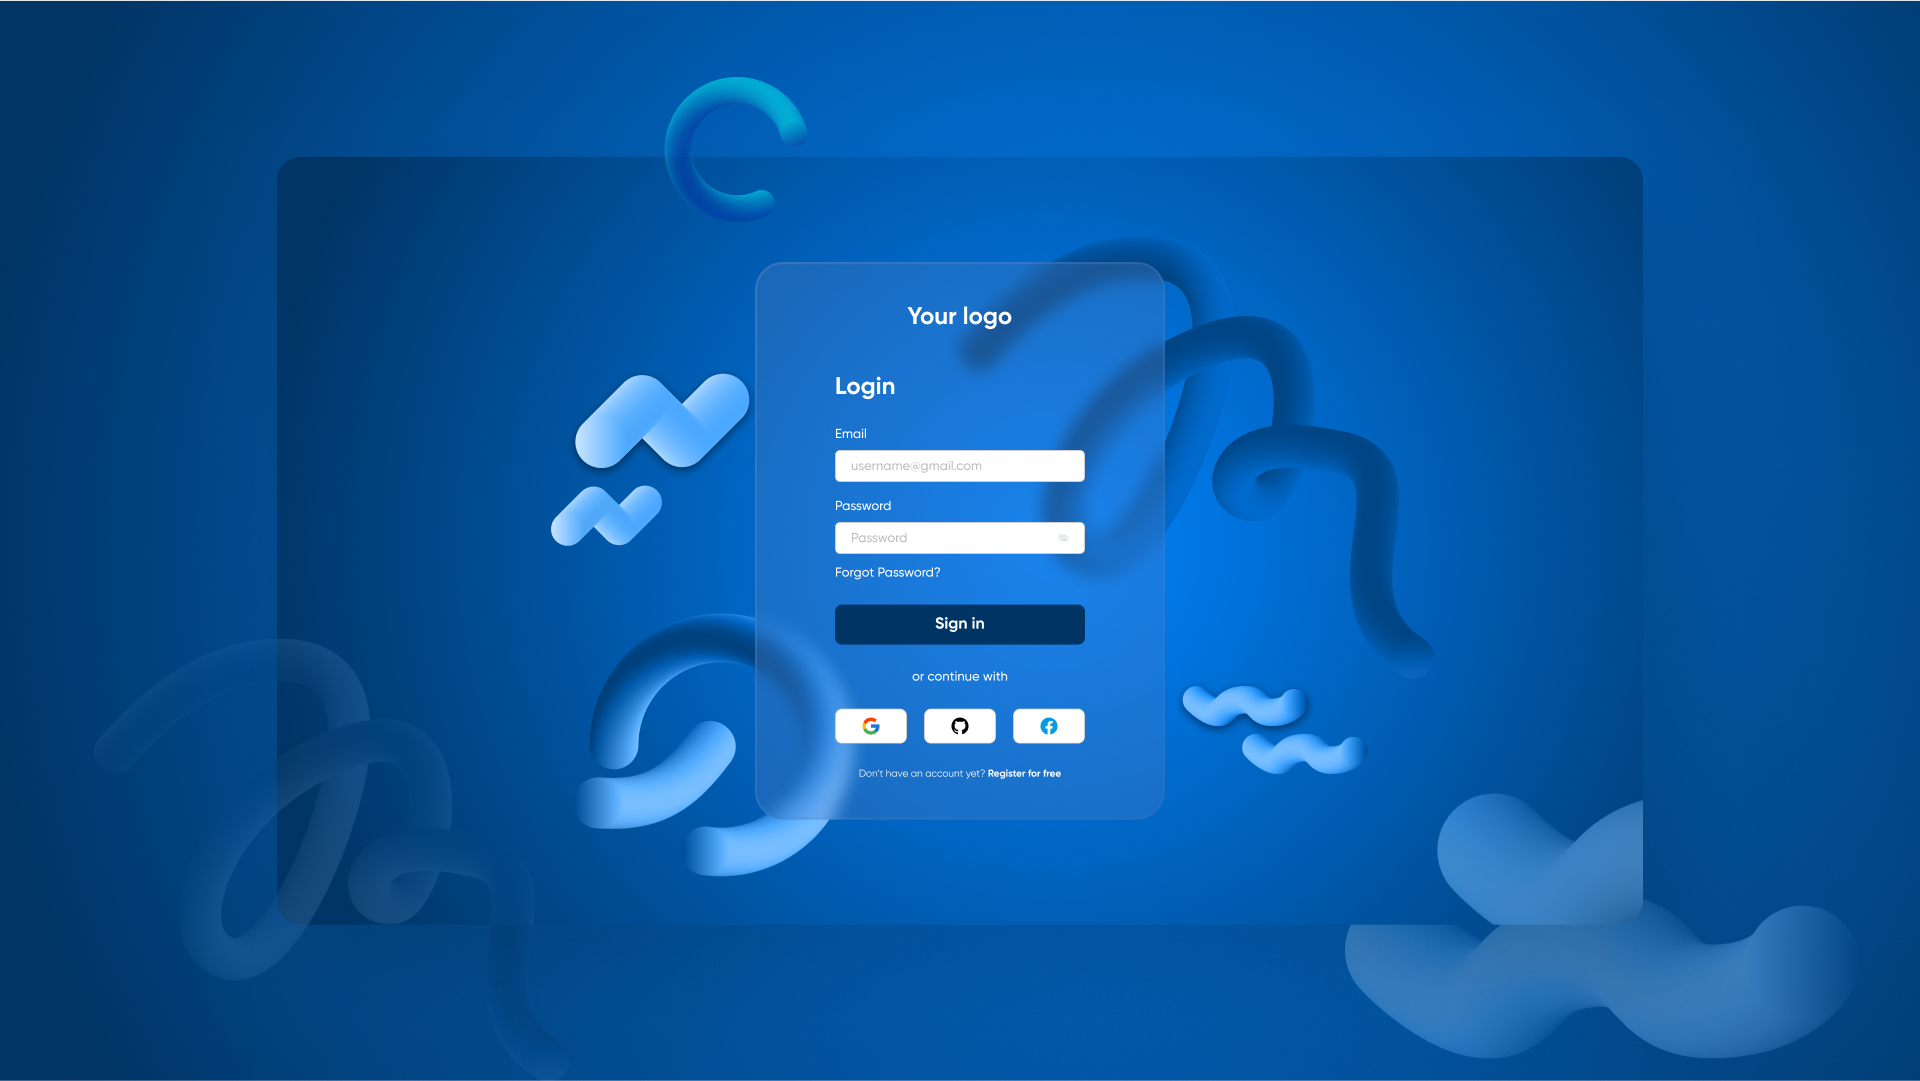 Your logo
Login
Email
username@gmail.com
Password
Password
Forgot Password?
Sign in
or continue with
Don't have an account yet? Register for free